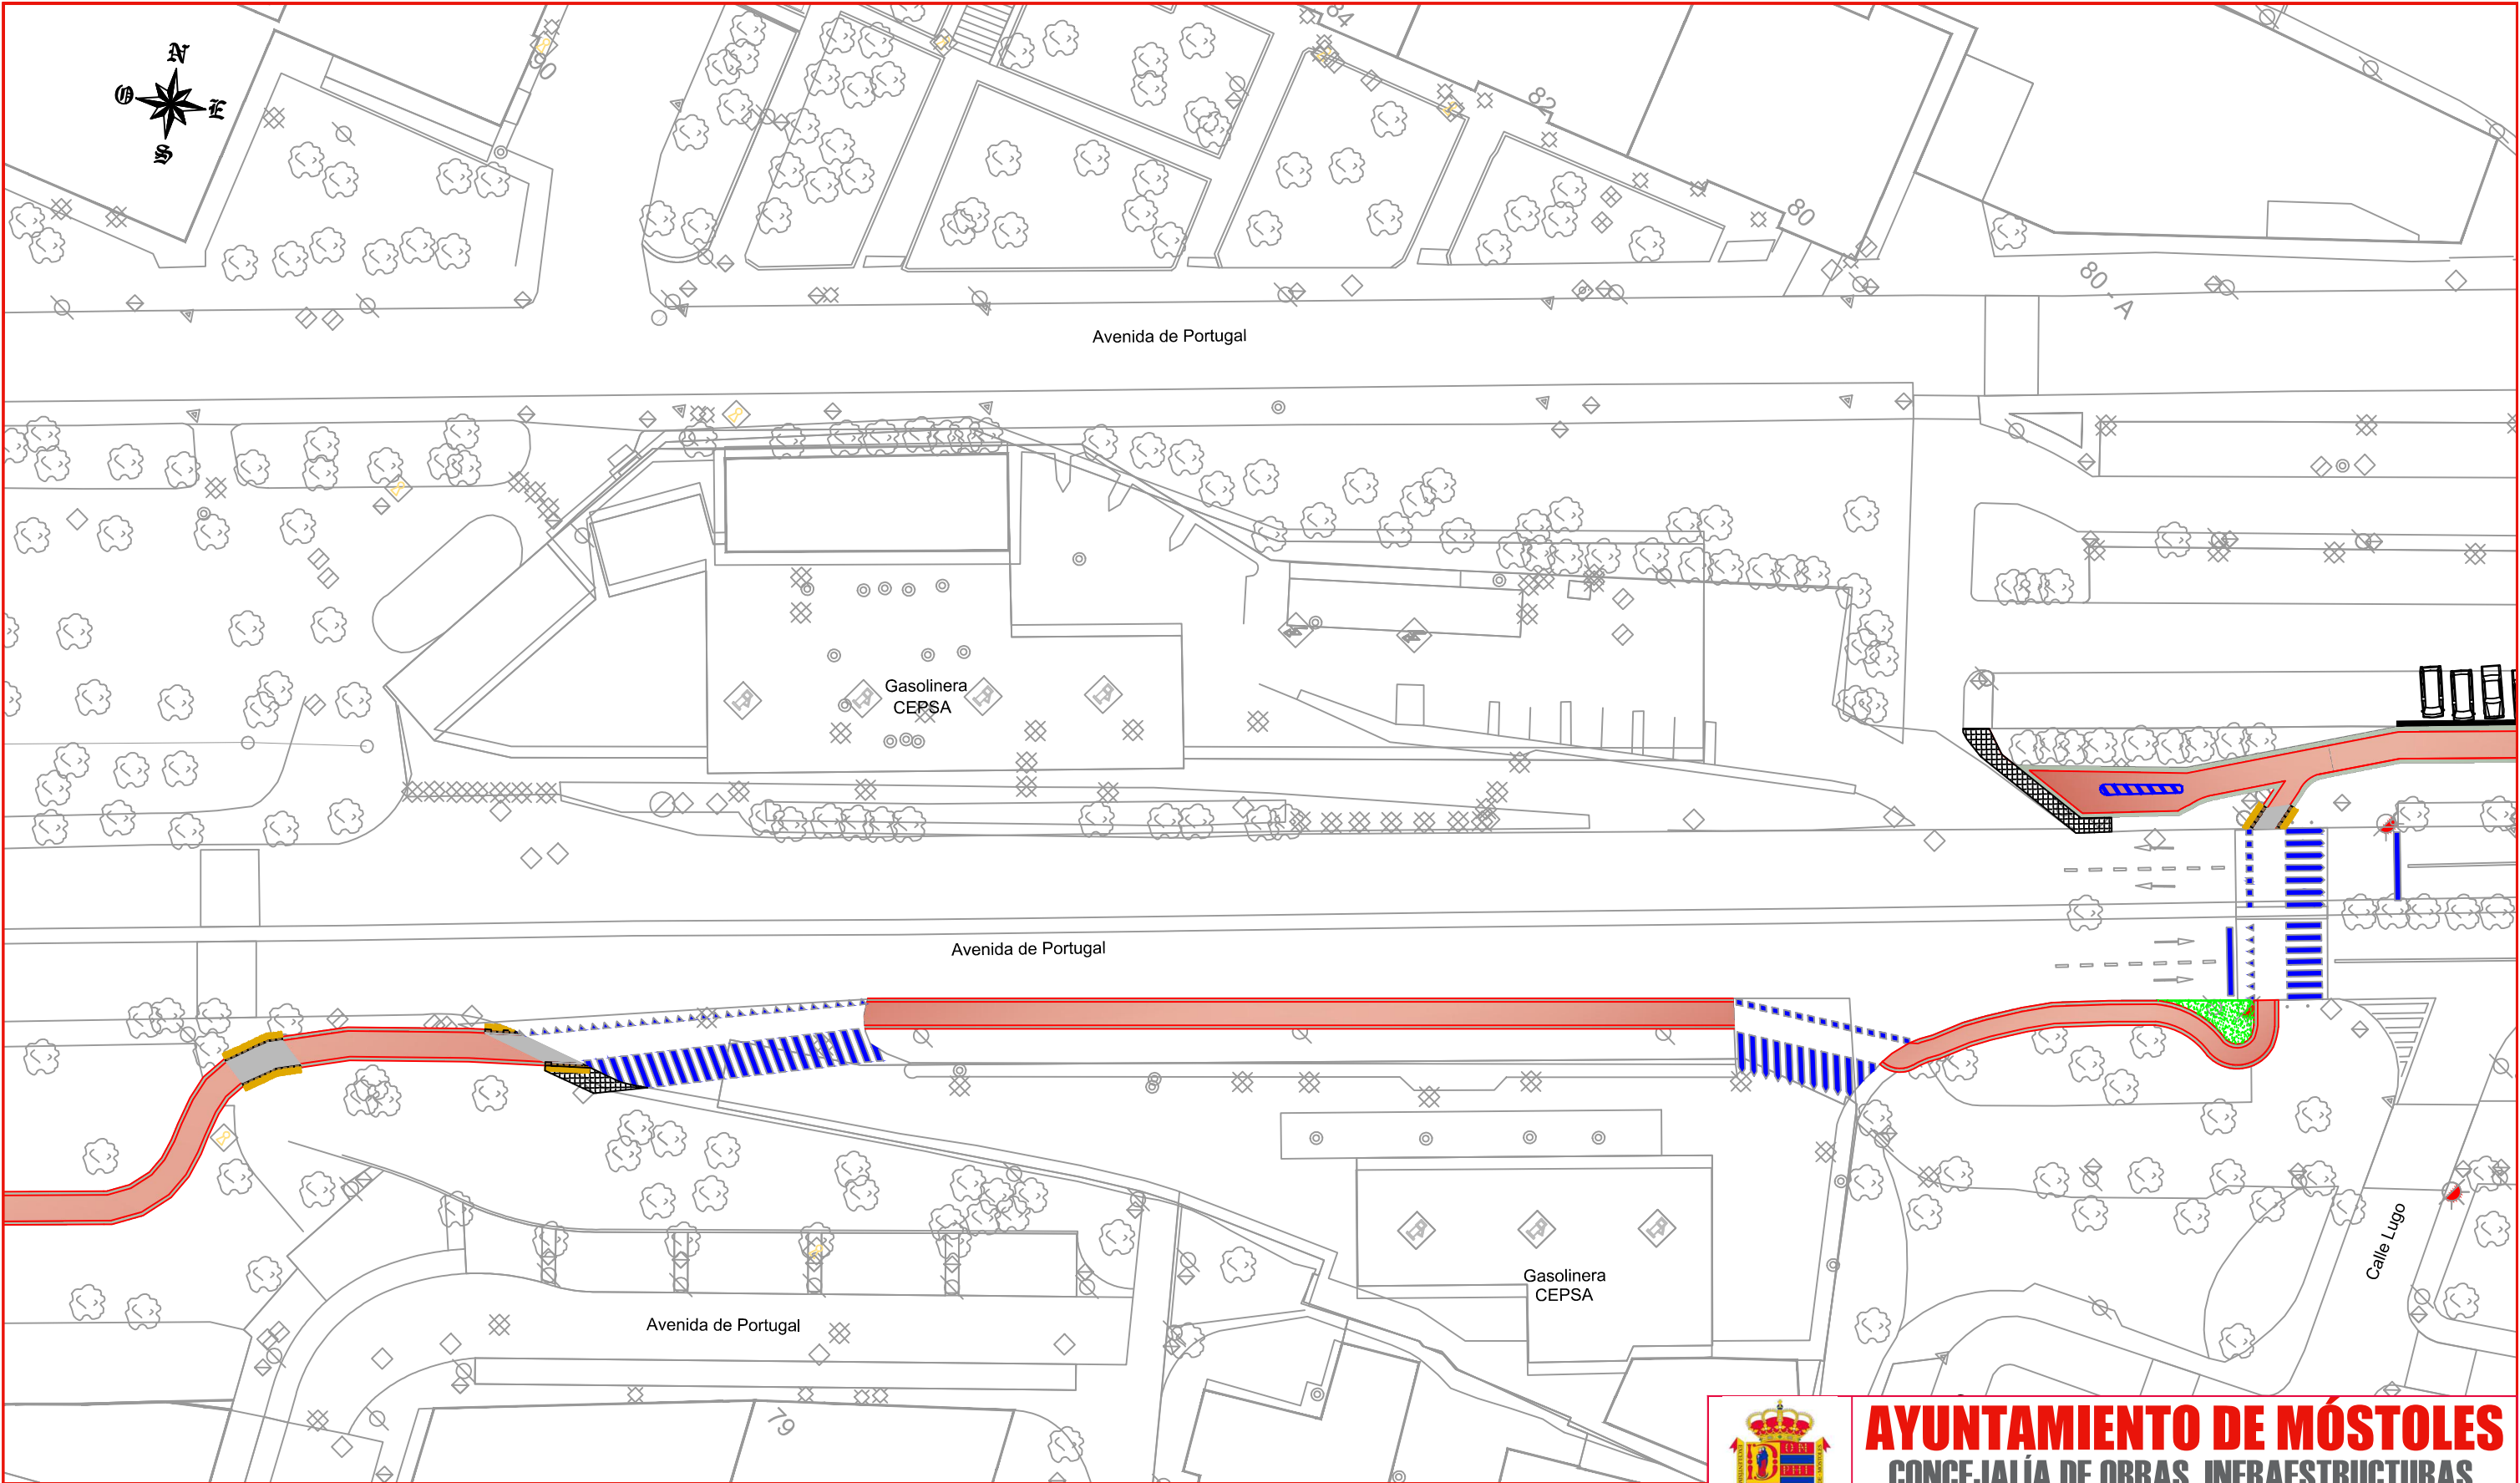 N
O
E
S
90
84
82
80
80 - A
Avenida de Portugal
Gasolinera
CEPSA
Avenida de Portugal
Gasolinera
CEPSA
Calle Lugo
Avenida de Portugal
79
AYUNTAMIENTO DE MÓSTOLES
CONCEJALÍA DE OBRAS, INFRAESTRUCTURAS